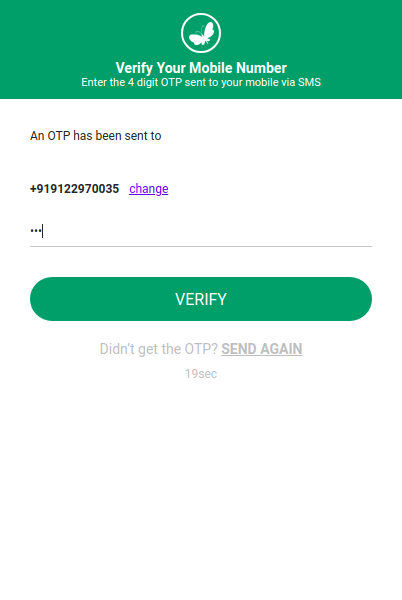 Verify Your Mobile Number
Enter the 4 digit OTP sent to your mobile via SMS
An OTP has been sent to
+919122970035 change
•••
VERIFY
Didn't get the OTP? SEND AGAIN
19sec